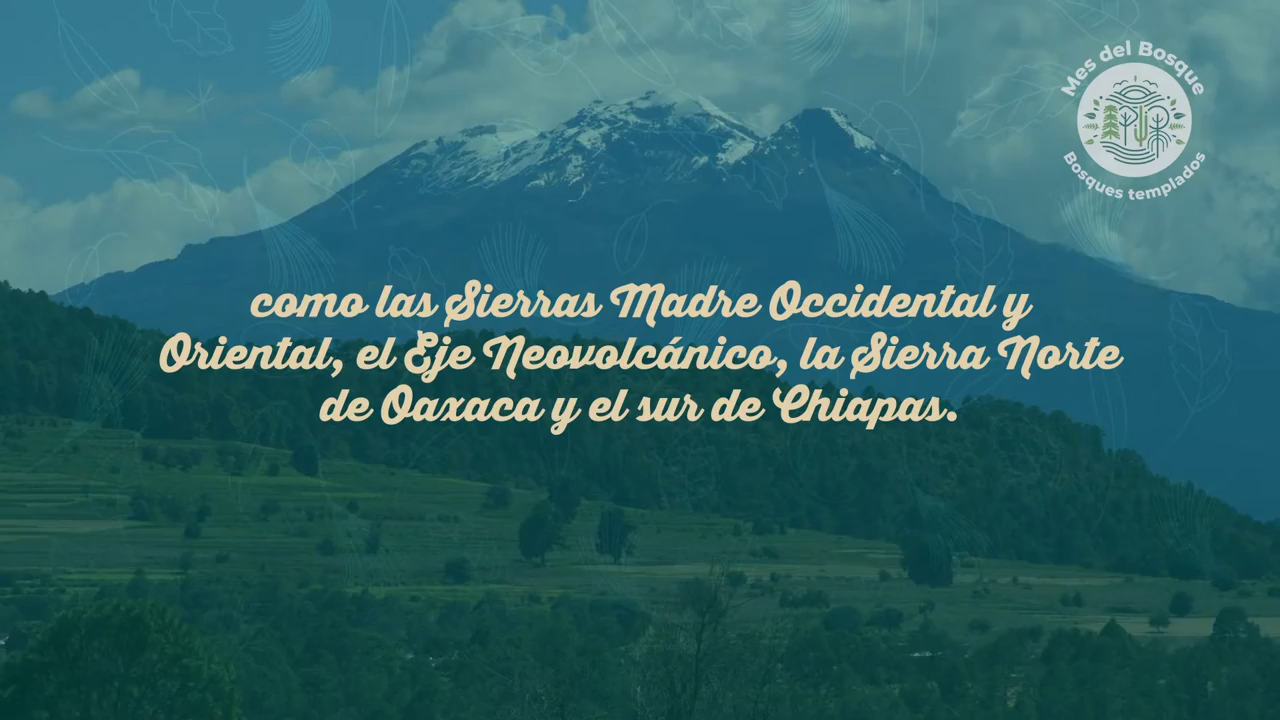 Mes del Bosque
Bosques templados
como las Sierras Madre Occidental y
Oriental, el Eje Neovolcánico, la Sierra Norte
de Oaxaca y el sur de Chiapas.